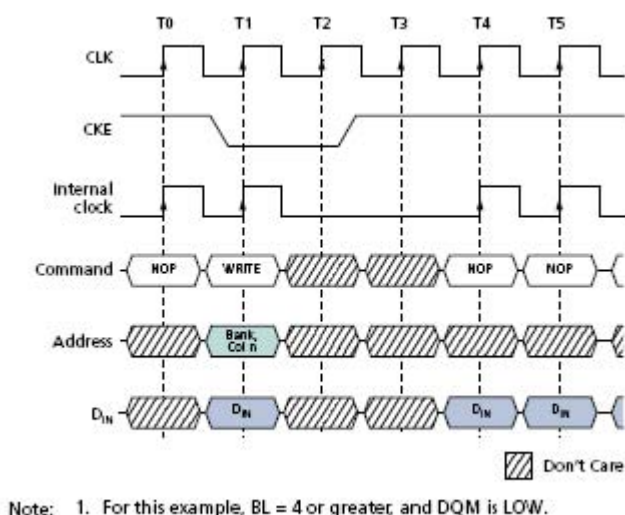 T0 T1 T2 T3 T4 T5
CLK
CKE
Internal
clock
Command NOP WRITE NOP NOP
Address Bank,
Col n
DIN DIN DIN DIN
Don't Care
Note: 1. For this example, BL = 4 or greater, and DQM is LOW.